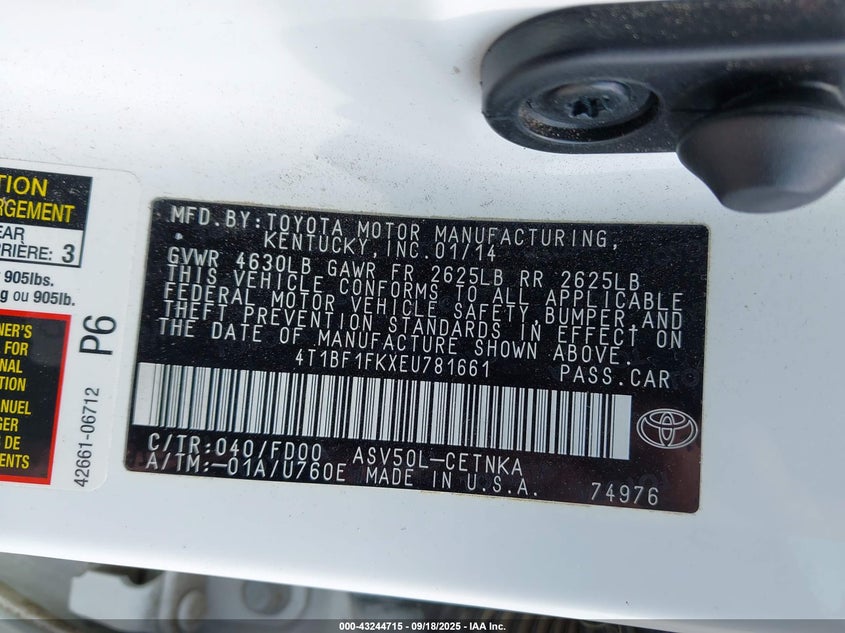 TION
RGEMENT
EAR
RRIÈRE: 3
r 905lbs.
g ou 905lb.
NER'S
FOR
NAL
TION
ANUEL
GER
S DE
ENTS
P6
42661-06712
MFD. BY: TOYOTA MOTOR MANUFACTURING,
KENTUCKY, INC. 01/14
GVWR 4630LB GAWR FR 2625LB RR 2625LB
THIS VEHICLE CONFORMS TO ALL APPLICABLE
FEDERAL MOTOR VEHICLE SAFETY, BUMPER AND
THEFT PREVENTION STANDARDS IN EFFECT ON
THE DATE OF MANUFACTURE SHOWN ABOVE.
4T1BF1FKXEU781661 PASS.CAR
C/TR:040/FD00 ASV50L-CETNKA
A/TM:-01A/U760E MADE IN U.S.A. 74976
000-43244715 - 09/18/2025 - IAA Inc.